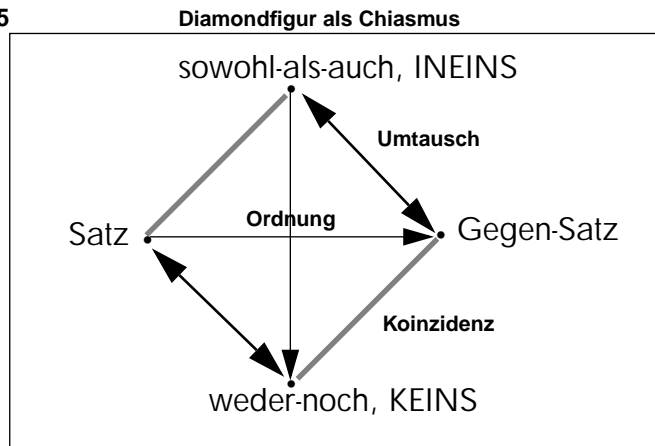 5
Diamondfigur als Chiasmus
sowohl-als-auch, INEINS
Umtausch
Satz
Ordnung
Gegen-Satz
Koinzidenz
weder-noch, KEINS